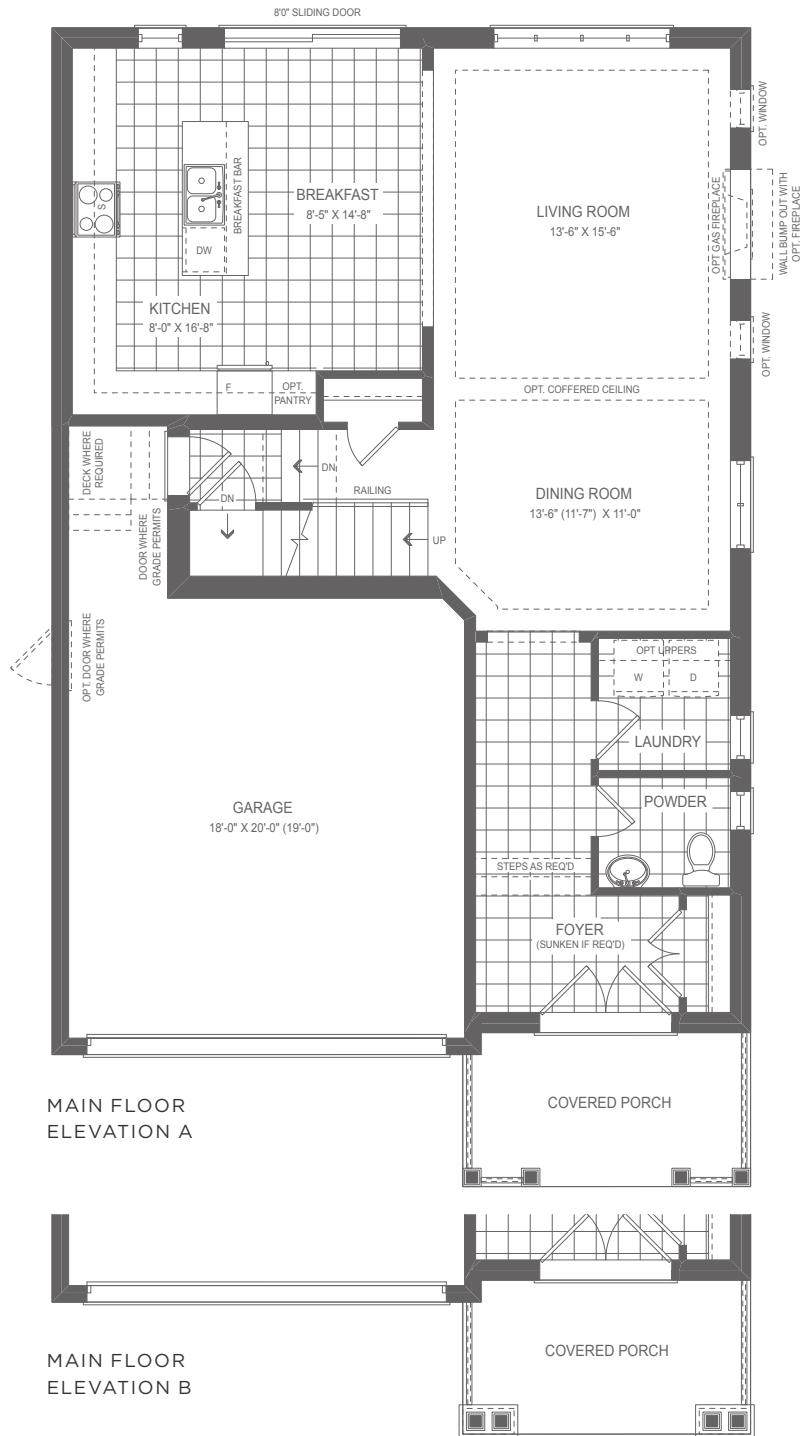 8'0" SLIDING DOOR
BREAKFAST BAR
BREAKFAST
8'-5" X 14'-8"
S
DW
KITCHEN
8'-0" X 16'-8"
F
OPT.
PANTRY
LIVING ROOM
13'-6" X 15'-6"
OPT. WINDOW
OPT GAS FIREPLACE
WALL BUMP OUT WITH
OPT. FIREPLACE
OPT. WINDOW
OPT. COFFERED CEILING
DECK WHERE
REQUIRED
DN
DN
RAILING
UP
DINING ROOM
13'-6" (11'-7") X 11'-0"
DOOR WHERE
GRADE PERMITS
OPT. DOOR WHERE
GRADE PERMITS
OPT UPPERS
W
D
LAUNDRY
POWDER
GARAGE
18'-0" X 20'-0" (19'-0")
STEPS AS REQ'D
FOYER
(SUNKEN IF REQ'D)
COVERED PORCH
MAIN FLOOR
ELEVATION A
COVERED PORCH
MAIN FLOOR
ELEVATION B